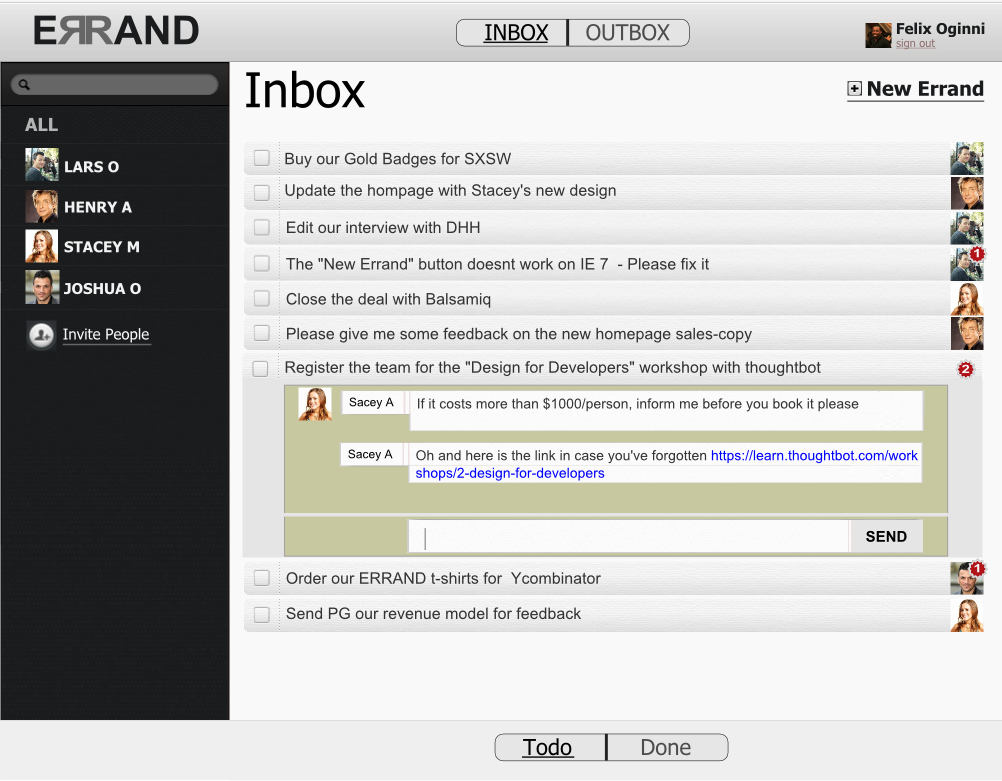 EЯRAND
INBOX
OUTBOX
Felix Oginni
sign out
ALL
LARS O
HENRY A
STACEY M
JOSHUA O
Invite People
Inbox
New Errand
Buy our Gold Badges for SXSW
Update the hompage with Stacey's new design
Edit our interview with DHH
The "New Errand" button doesnt work on IE 7 - Please fix it
1
Close the deal with Balsamiq
Please give me some feedback on the new homepage sales-copy
Register the team for the "Design for Developers" workshop with thoughtbot
2
Sacey A
If it costs more than $1000/person, inform me before you book it please
Sacey A
Oh and here is the link in case you've forgotten https://learn.thoughtbot.com/work
shops/2-design-for-developers
SEND
Order our ERRAND t-shirts for Ycombinator
1
Send PG our revenue model for feedback
Todo
Done